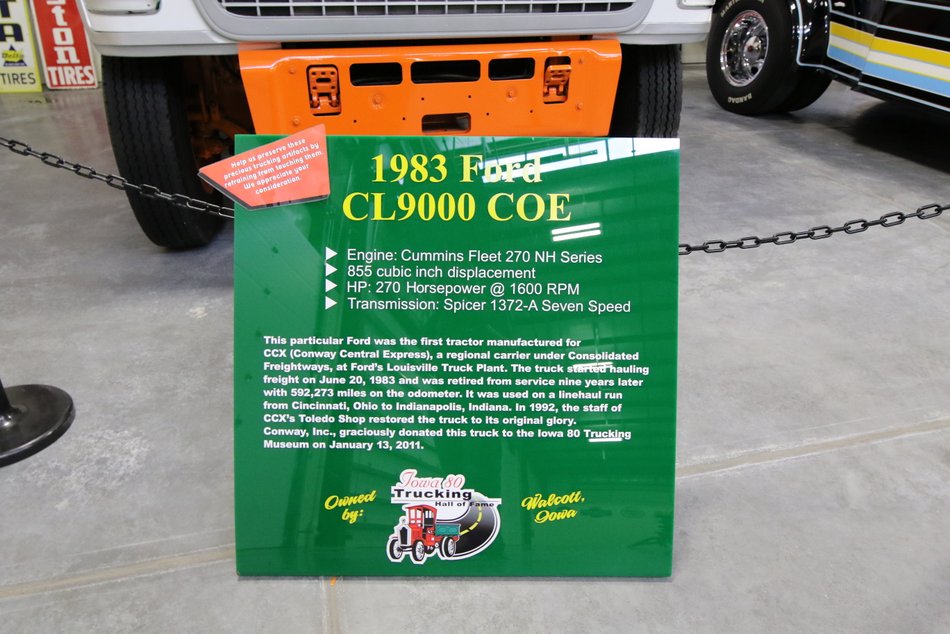 ston
TIRES
TIRES
DAYTONA
Help us preserve these
precious trucking artifacts by
refraining from touching them.
We appreciate your
consideration.
1983 Ford
CL9000 COE
Engine: Cummins Fleet 270 NH Series
855 cubic inch displacement
HP: 270 Horsepower @ 1600 RPM
Transmission: Spicer 1372-A Seven Speed
This particular Ford was the first tractor manufactured for
CCX (Conway Central Express), a regional carrier under Consolidated
Freightways, at Ford's Louisville Truck Plant. The truck started hauling
freight on June 20, 1983 and was retired from service nine years later
with 592,273 miles on the odometer. It was used on a linehaul run
from Cincinnati, Ohio to Indianapolis, Indiana. In 1992, the staff of
CCX's Toledo Shop restored the truck to its original glory.
Conway, Inc., graciously donated this truck to the Iowa 80 Trucking
Museum on January 13, 2011.
Owned
by:
Iowa 80
Trucking
Hall of Fame
Walcott,
Iowa